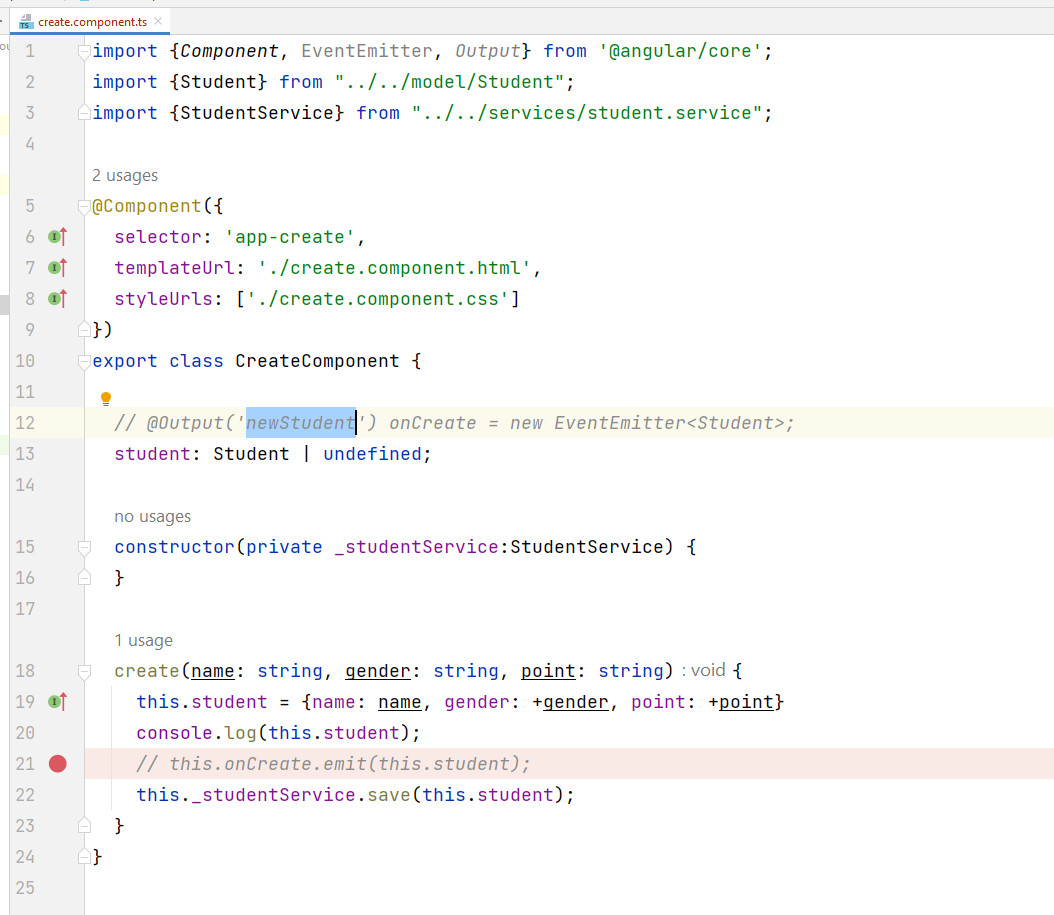 create.component.ts
1 import {Component, EventEmitter, Output} from '@angular/core';
2 import {Student} from "../../model/Student";
3 import {StudentService} from "../../services/student.service";
4
2 usages
5 @Component({
6   selector: 'app-create',
7   templateUrl: './create.component.html',
8   styleUrls: ['./create.component.css']
9 })
10 export class CreateComponent {
11
12   // @Output('newStudent') onCreate = new EventEmitter<Student>;
13   student: Student | undefined;
14
no usages
15   constructor(private _studentService:StudentService) {
16   }
17
1 usage
18   create(name: string, gender: string, point: string) : void {
19     this.student = {name: name, gender: +gender, point: +point}
20     console.log(this.student);
21     // this.onCreate.emit(this.student);
22     this._studentService.save(this.student);
23   }
24 }
25